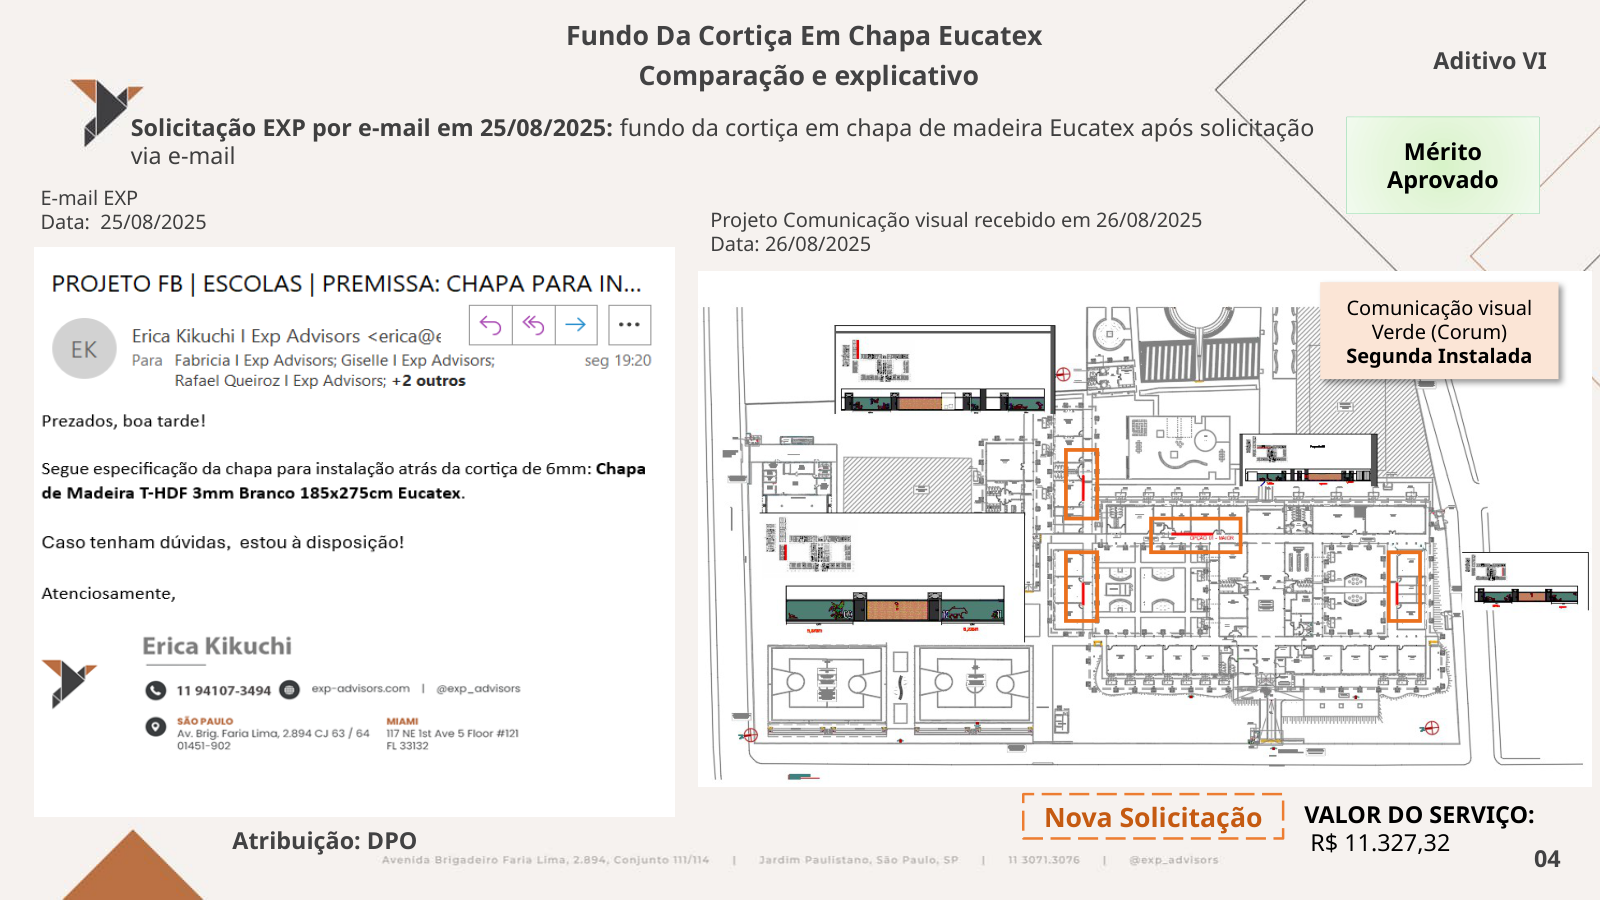 Fundo Da Cortiça Em Chapa Eucatex
Comparação e explicativo
Aditivo VI
Solicitação EXP por e-mail em 25/08/2025: fundo da cortiça em chapa de madeira Eucatex após solicitação
via e-mail
Mérito
Aprovado
E-mail EXP
Data:  25/08/2025
Projeto Comunicação visual recebido em 26/08/2025
Data: 26/08/2025
PROJETO FB | ESCOLAS | PREMISSA: CHAPA PARA IN...
EK
Erica Kikuchi I Exp Advisors <erica@e
Para Fabricia I Exp Advisors; Giselle I Exp Advisors;
seg 19:20
Rafael Queiroz I Exp Advisors; +2 outros
Prezados, boa tarde!
Segue especificação da chapa para instalação atrás da cortiça de 6mm: Chapa
de Madeira T-HDF 3mm Branco 185x275cm Eucatex.
Caso tenham dúvidas,  estou à disposição!
Atenciosamente,
Erica Kikuchi
11 94107-3494
exp-advisors.com | @exp_advisors
SÃO PAULO
Av. Brig. Faria Lima, 2.894 CJ 63 / 64
01451-902
MIAMI
117 NE 1st Ave 5 Floor #121
FL 33132
Comunicação visual
Verde (Corum)
Segunda Instalada
Nova Solicitação
VALOR DO SERVIÇO:
R$ 11.327,32
Atribuição: DPO
Avenida Brigadeiro Faria Lima, 2.894, Conjunto 111/114 | Jardim Paulistano, São Paulo, SP | 11 3071.3076 | @exp_advisors
04